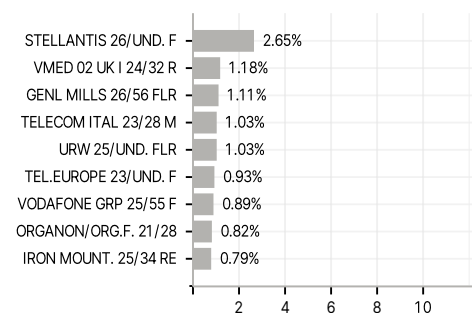 STELLANTIS 26/UND. F 2.65%
VMED 02 UK I 24/32 R 1.18%
GENL MILLS 26/56 FLR 1.11%
TELECOM ITAL 23/28 M 1.03%
URW 25/UND. FLR 1.03%
TEL.EUROPE 23/UND. F 0.93%
VODAFONE GRP 25/55 F 0.89%
ORGANON/ORG.F. 21/28 0.82%
IRON MOUNT. 25/34 RE 0.79%
2 4 6 8 10